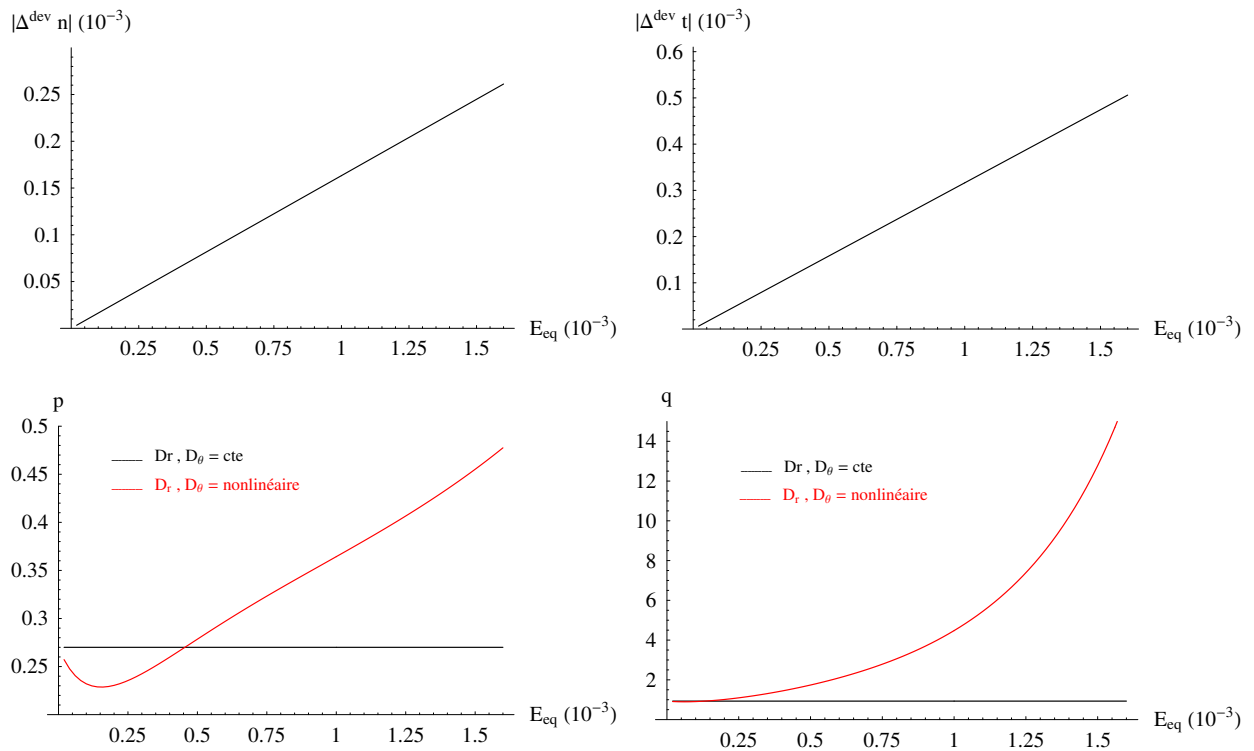 |Δ^dev n| (10^−3)
0.25
0.2
0.15
0.1
0.05
0.25 0.5 0.75 1 1.25 1.5
E_eq (10^−3)
|Δ^dev t| (10^−3)
0.6
0.5
0.4
0.3
0.2
0.1
0.25 0.5 0.75 1 1.25 1.5
E_eq (10^−3)
p
0.5
0.45
0.4
0.35
0.3
0.25
Dr , D_θ = cte
D_r , D_θ = nonlinéaire
0.25 0.5 0.75 1 1.25 1.5
E_eq (10^−3)
q
14
12
10
8
6
4
2
Dr , D_θ = cte
D_r , D_θ = nonlinéaire
0.25 0.5 0.75 1 1.25 1.5
E_eq (10^−3)